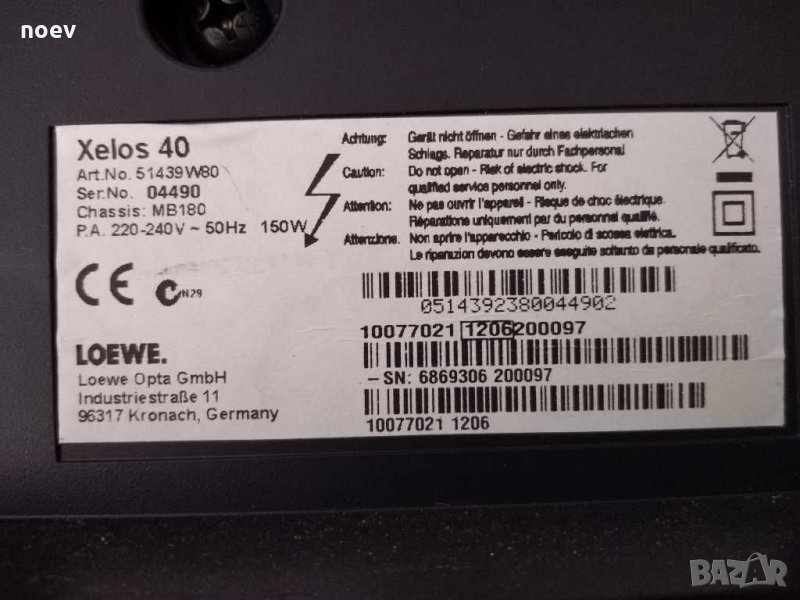 noev
Xelos 40
Art.No. 51439W80
Ser.No. 04490
Chassis: MB180
P.A. 220-240V ~ 50Hz 150W
Achtung: Gerät nicht öffnen - Gefahr eines elektrischen
Schlags. Reparatur nur durch Fachpersonal
Caution: Do not open - Risk of electric shock. For
qualified service personnel only.
Attention: Ne pas ouvrir l'appareil - Risque de choc électrique.
Réparations uniquement par du personnel qualifié.
Attenzione. Non aprire l'apparecchio - Pericolo di scossa elettrica.
Le riparazion devono essere eseguite soltanto da personale qualificato.
CE N29
0514392380044902
10077021 1206200097
LOEWE.
Loewe Opta GmbH
Industriestraße 11
96317 Kronach, Germany
-SN: 6869306 200097
10077021 1206
BAZAR